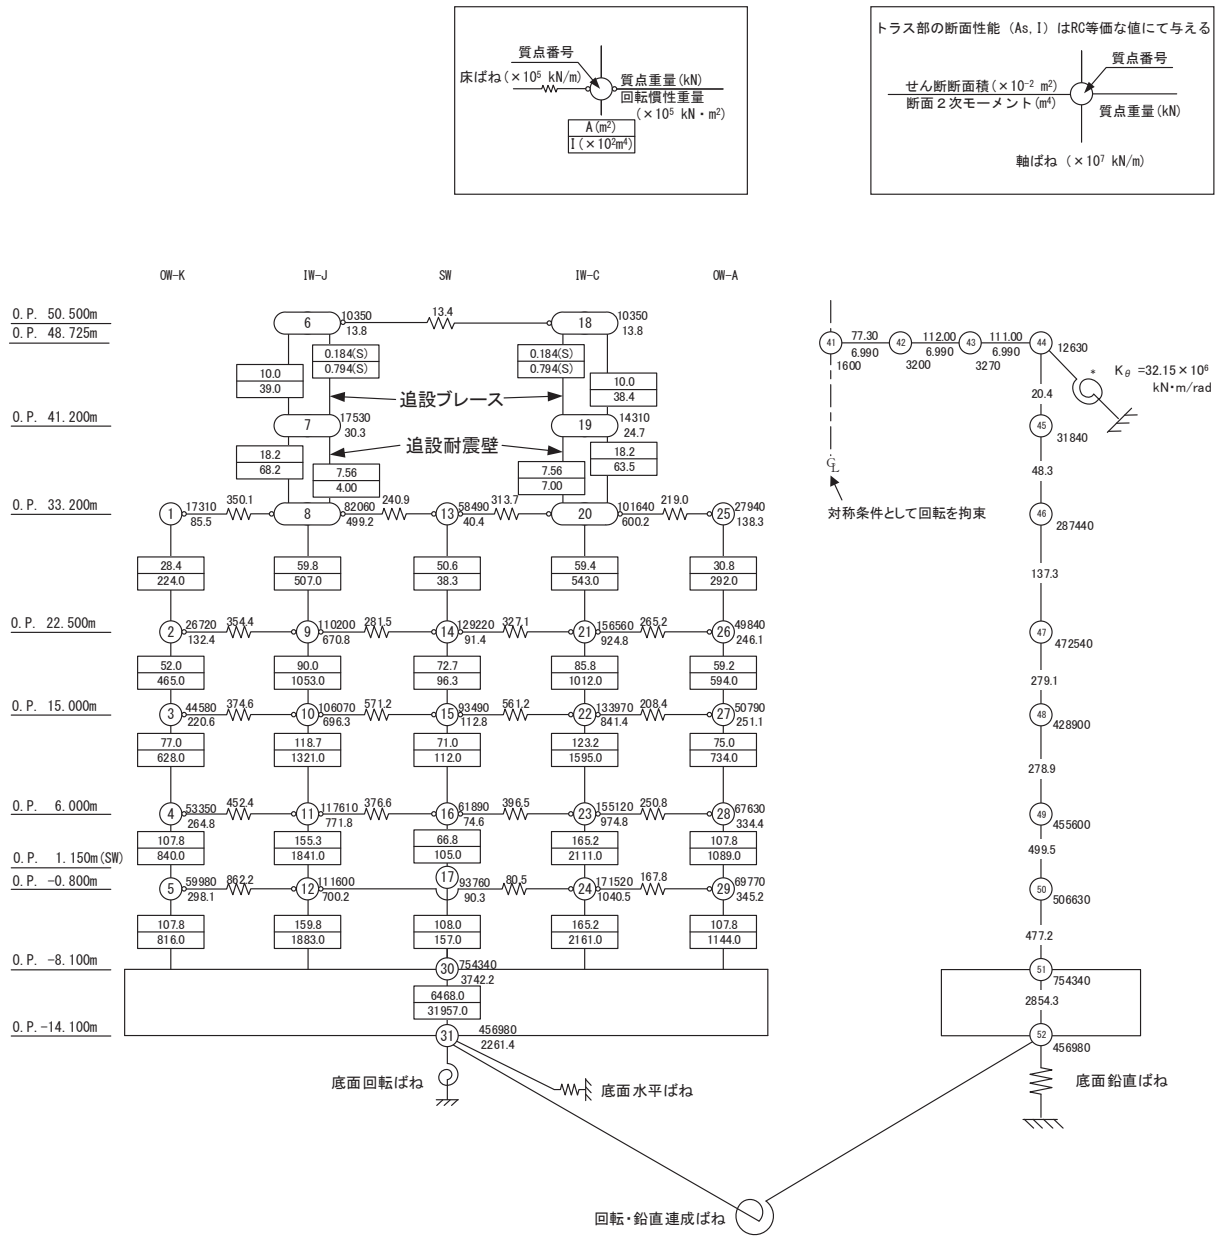 質点番号
床ばね(×10⁵ kN/m)
質点重量(kN)
回転慣性重量
(×10⁵ kN・m²)
A(m²)
I(×10²m⁴)
トラス部の断面性能（As,I）はRC等価な値にて与える
質点番号
せん断断面積(×10⁻² m²)
断面２次モーメント(m⁴)
質点重量(kN)
軸ばね（×10⁷ kN/m)
OW-K IW-J SW IW-C OW-A
O.P. 50.500m
6 10350 13.8 13.4 18 10350 13.8
O.P. 48.725m
0.184(S) 0.794(S) 0.184(S) 0.794(S)
10.0 39.0 10.0 38.4
追設ブレース
O.P. 41.200m
7 17530 30.3 19 14310 24.7
追設耐震壁
18.2 68.2 18.2 63.5
7.56 4.00 7.56 7.00
O.P. 33.200m
1 17310 85.5 350.1 8 82060 499.2 240.9 13 58490 40.4 313.7 20 101640 600.2 219.0 25 27940 138.3
28.4 59.8 50.6 59.4 30.8
224.0 507.0 38.3 543.0 292.0
O.P. 22.500m
2 26720 132.4 354.4 9 110200 670.8 281.5 14 129220 91.4 327.1 21 156560 924.8 265.2 26 49840 246.1
52.0 90.0 72.7 85.8 59.2
465.0 1053.0 96.3 1012.0 594.0
O.P. 15.000m
3 44580 220.6 374.6 10 106070 696.3 571.2 15 93490 112.8 561.2 22 133970 841.4 208.4 27 50790 251.1
77.0 118.7 71.0 123.2 75.0
628.0 1321.0 112.0 1595.0 734.0
O.P. 6.000m
4 53350 264.8 452.4 11 117610 771.8 376.6 16 61890 74.6 396.5 23 155120 974.8 250.8 28 67630 334.4
107.8 155.3 66.8 165.2 107.8
840.0 1841.0 105.0 2111.0 1089.0
O.P. 1.150m(SW)
O.P. -0.800m
5 59980 298.1 862.2 12 111600 700.2 17 93760 90.3 80.5 24 171520 1040.5 167.8 29 69770 345.2
107.8 159.8 108.0 165.2 107.8
816.0 1883.0 157.0 2161.0 1144.0
O.P. -8.100m
30 754340 3742.2
6468.0
31957.0
O.P.-14.100m
31 456980 2261.4
底面回転ばね
底面水平ばね
回転・鉛直連成ばね
41 77.30 42 112.00 43 111.00 44 12630
1600 6.990 3200 6.990 3270 6.990
* Kθ =32.15×10⁶
kN・m/rad
20.4
45 31840
48.3
℄
対称条件として回転を拘束
46 287440
137.3
47 472540
279.1
48 428900
278.9
49 455600
499.5
50 506630
477.2
51 754340
2854.3
52 456980
底面鉛直ばね